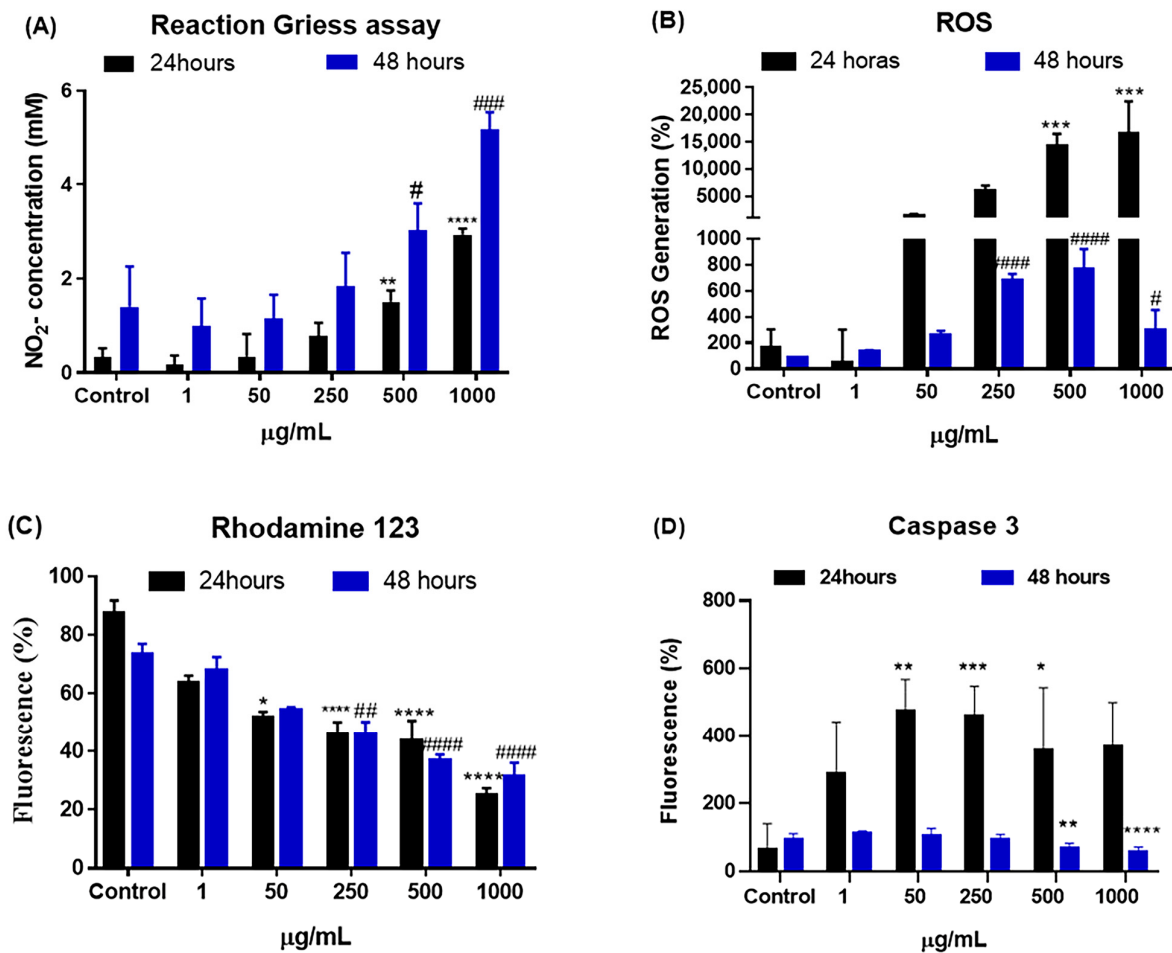 (A) Reaction Griess assay
24hours 48 hours
NO₂- concentration (mM)
6
4
2
0
** **** # ###
Control 1 50 250 500 1000
µg/mL
(B) ROS
24 horas 48 hours
ROS Generation (%)
25,000
20,000
15,000
10,000
5000
1000
800
600
400
200
0
*** ***
#### #### #
Control 1 50 250 500 1000
µg/mL
(C) Rhodamine 123
24hours 48 hours
Fluorescence (%)
100
80
60
40
20
0
* **** ## **** #### **** ####
Control 1 50 250 500 1000
µg/mL
(D) Caspase 3
24hours 48 hours
Fluorescence (%)
800
600
400
200
0
** *** * ** ****
Control 1 50 250 500 1000
µg/mL